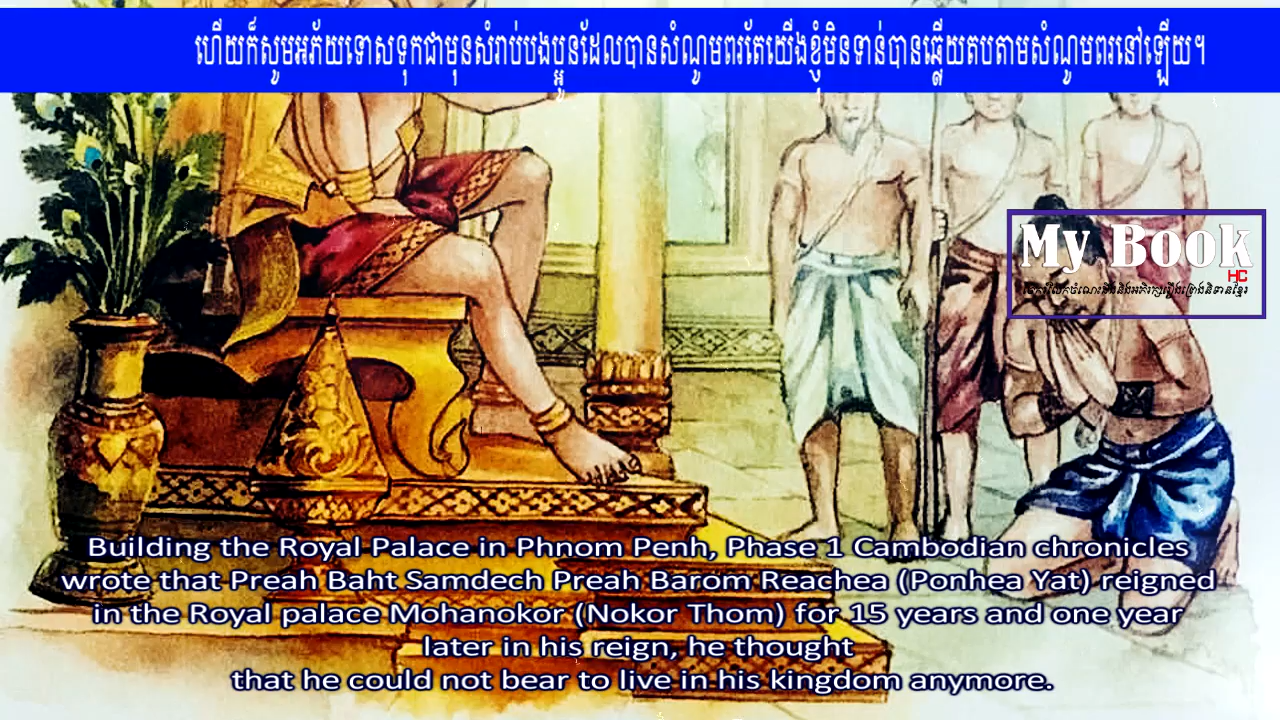 ហើយក៏សូមអភ័យទោសទុកជាមុនសំរាប់បងប្អូនដែលបានសំណូមពរតែយើងខ្ញុំមិនទាន់បានឆ្លើយតបតាមសំណូមពរនៅឡើយ។
My Book
HC
Building the Royal Palace in Phnom Penh, Phase 1 Cambodian chronicles
wrote that Preah Baht Samdech Preah Barom Reachea (Ponhea Yat) reigned
in the Royal palace Mohanokor (Nokor Thom) for 15 years and one year
later in his reign, he thought
that he could not bear to live in his kingdom anymore.